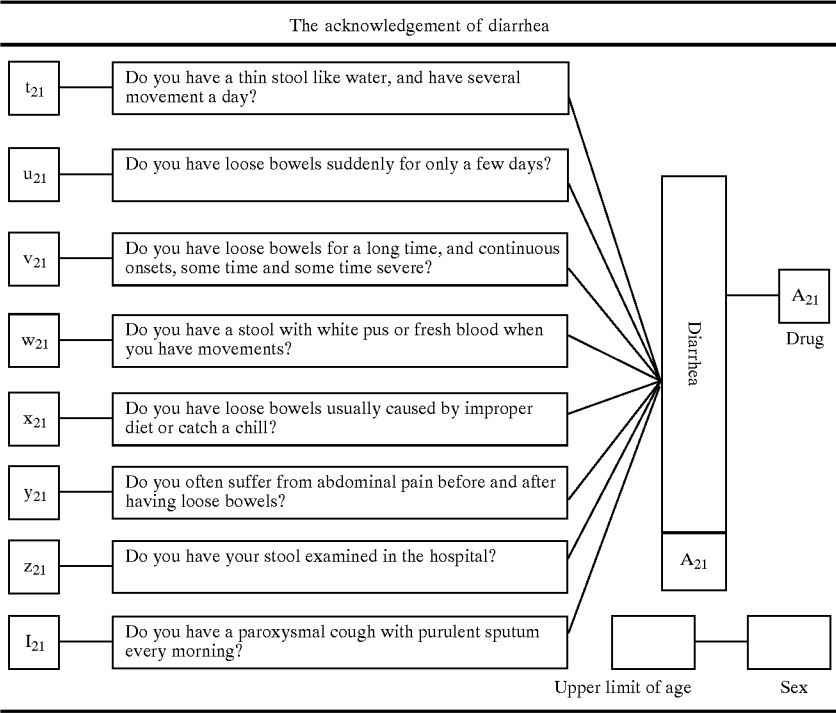 The acknowledgement of diarrhea
t21
Do you have a thin stool like water, and have several
movement a day?
u21
Do you have loose bowels suddenly for only a few days?
v21
Do you have loose bowels for a long time, and continuous
onsets, some time and some time severe?
w21
Do you have a stool with white pus or fresh blood when
you have movements?
x21
Do you have loose bowels usually caused by improper
diet or catch a chill?
y21
Do you often suffer from abdominal pain before and after
having loose bowels?
z21
Do you have your stool examined in the hospital?
I21
Do you have a paroxysmal cough with purulent sputum
every morning?
Diarrhea
A21
A21
Drug
Upper limit of age
Sex